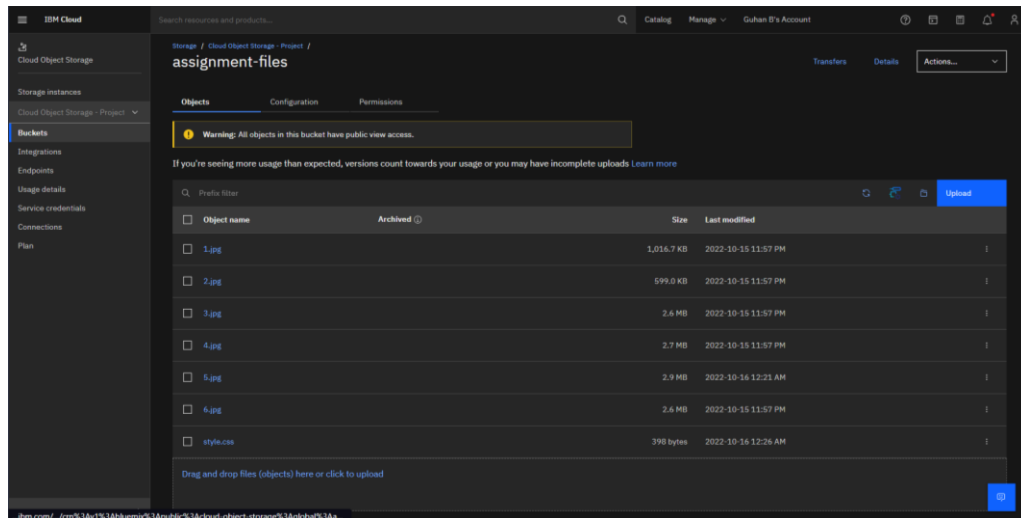 IBM Cloud Search resources and products... Catalog Manage Guhan B's Account
Cloud Object Storage
Storage instances
Cloud Object Storage - Project
Buckets
Integrations
Endpoints
Usage details
Service credentials
Connections
Plan
Storage / Cloud Object Storage - Project /
assignment-files Transfers Details Actions...
Objects Configuration Permissions
Warning: All objects in this bucket have public view access.
If you're seeing more usage than expected, versions count towards your usage or you may have incomplete uploads Learn more
Prefix filter Upload
Object name Archived Size Last modified
1.jpg 1,016.7 KB 2022-10-15 11:57 PM
2.jpg 599.0 KB 2022-10-15 11:57 PM
3.jpg 2.6 MB 2022-10-15 11:57 PM
4.jpg 2.7 MB 2022-10-15 11:57 PM
5.jpg 2.9 MB 2022-10-16 12:21 AM
6.jpg 2.6 MB 2022-10-15 11:57 PM
style.css 398 bytes 2022-10-16 12:26 AM
Drag and drop files (objects) here or click to upload